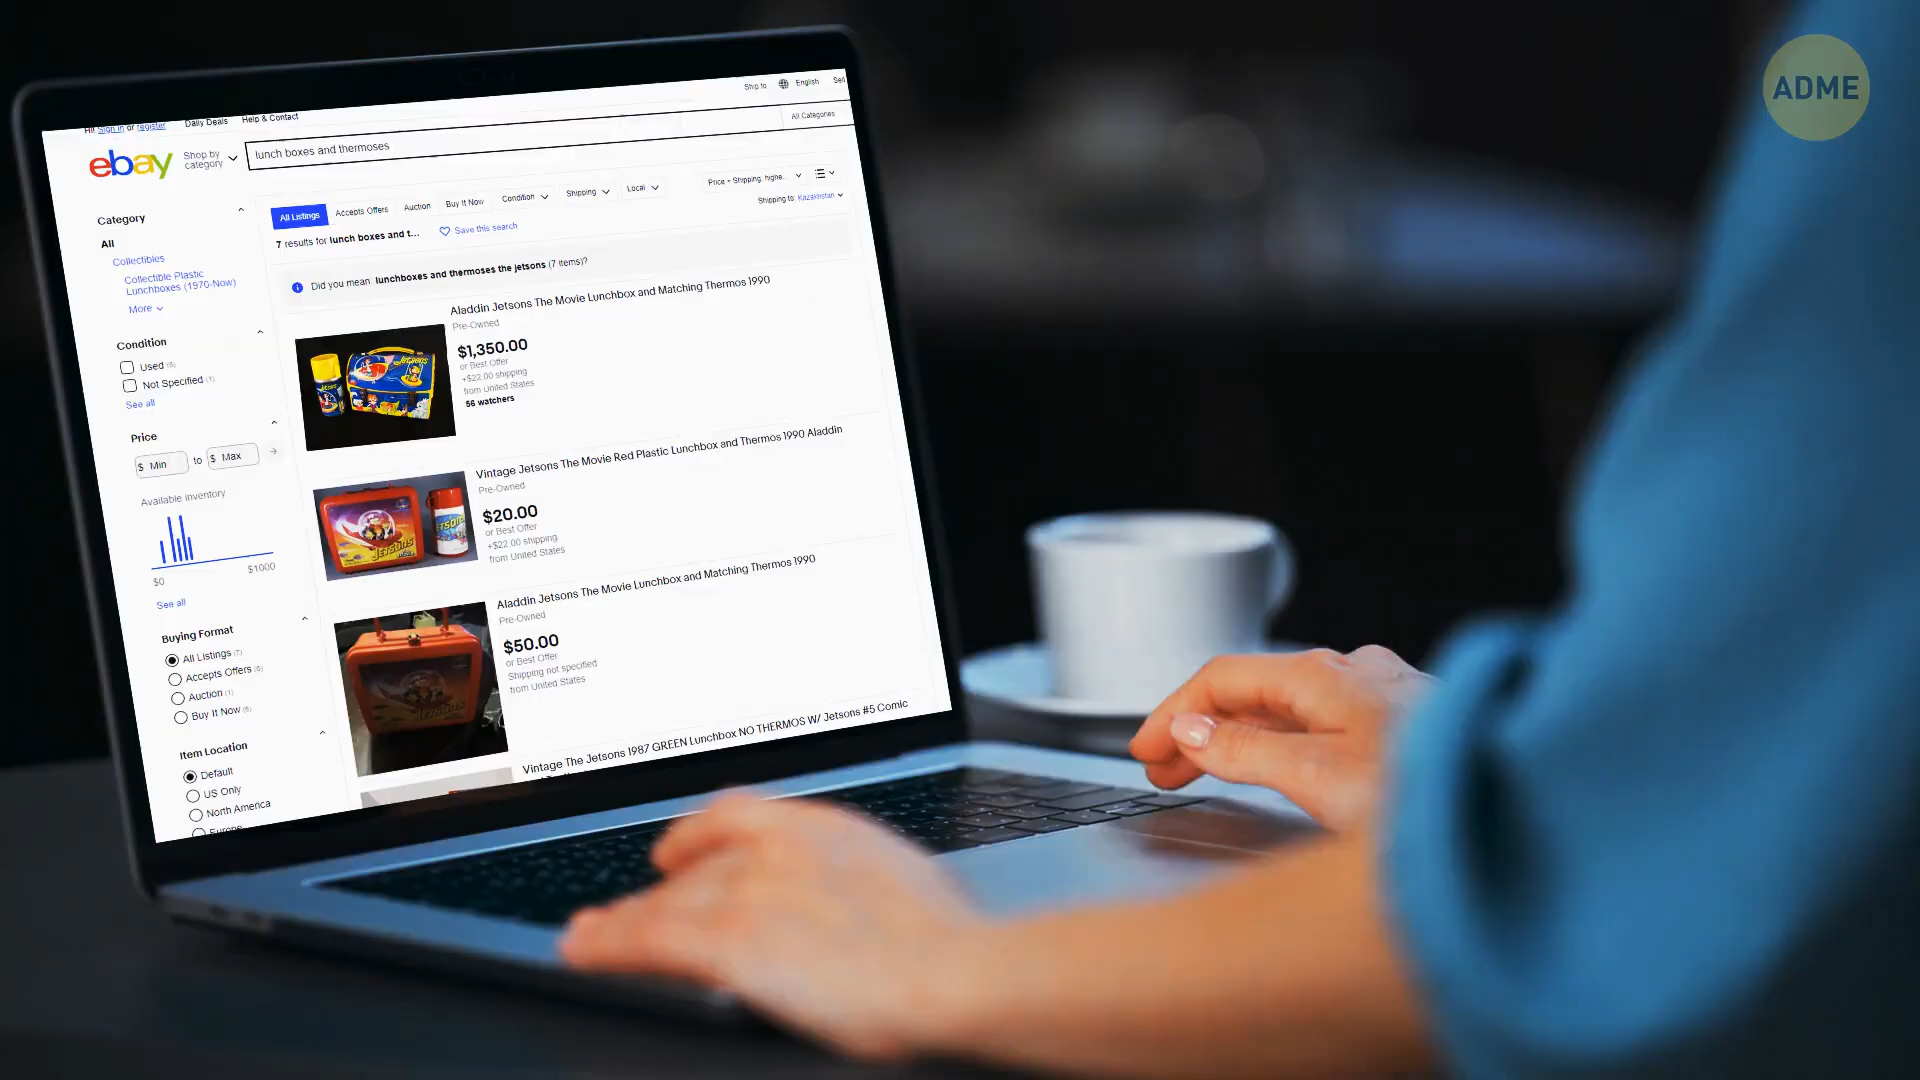 ADME
Ship to English Sell
Hi! Sign in or register Daily Deals Help & Contact
ebay Shop by category lunch boxes and thermoses All Categories
Price + Shipping: highe...
Shipping to: Kazakhstan
All Listings Accepts Offers Auction Buy It Now Condition Shipping Local
7 results for lunch boxes and t... Save this search
Did you mean: lunchboxes and thermoses the jetsons (7 items)?
Category
All
Collectibles
Collectible Plastic
Lunchboxes (1970-Now)
More
Condition
Used (6)
Not Specified (1)
See all
Price
$ Min to $ Max
Available inventory
$0 $1000
See all
Buying Format
All Listings (7)
Accepts Offers (6)
Auction (1)
Buy It Now (6)
Item Location
Default
US Only
North America
Europe
Aladdin Jetsons The Movie Lunchbox and Matching Thermos 1990
Pre-Owned
$1,350.00
or Best Offer
+$22.00 shipping
from United States
56 watchers
Vintage Jetsons The Movie Red Plastic Lunchbox and Thermos 1990 Aladdin
Pre-Owned
$20.00
or Best Offer
+$22.00 shipping
from United States
Aladdin Jetsons The Movie Lunchbox and Matching Thermos 1990
Pre-Owned
$50.00
or Best Offer
Shipping not specified
from United States
Vintage The Jetsons 1987 GREEN Lunchbox NO THERMOS W/ Jetsons #5 Comic